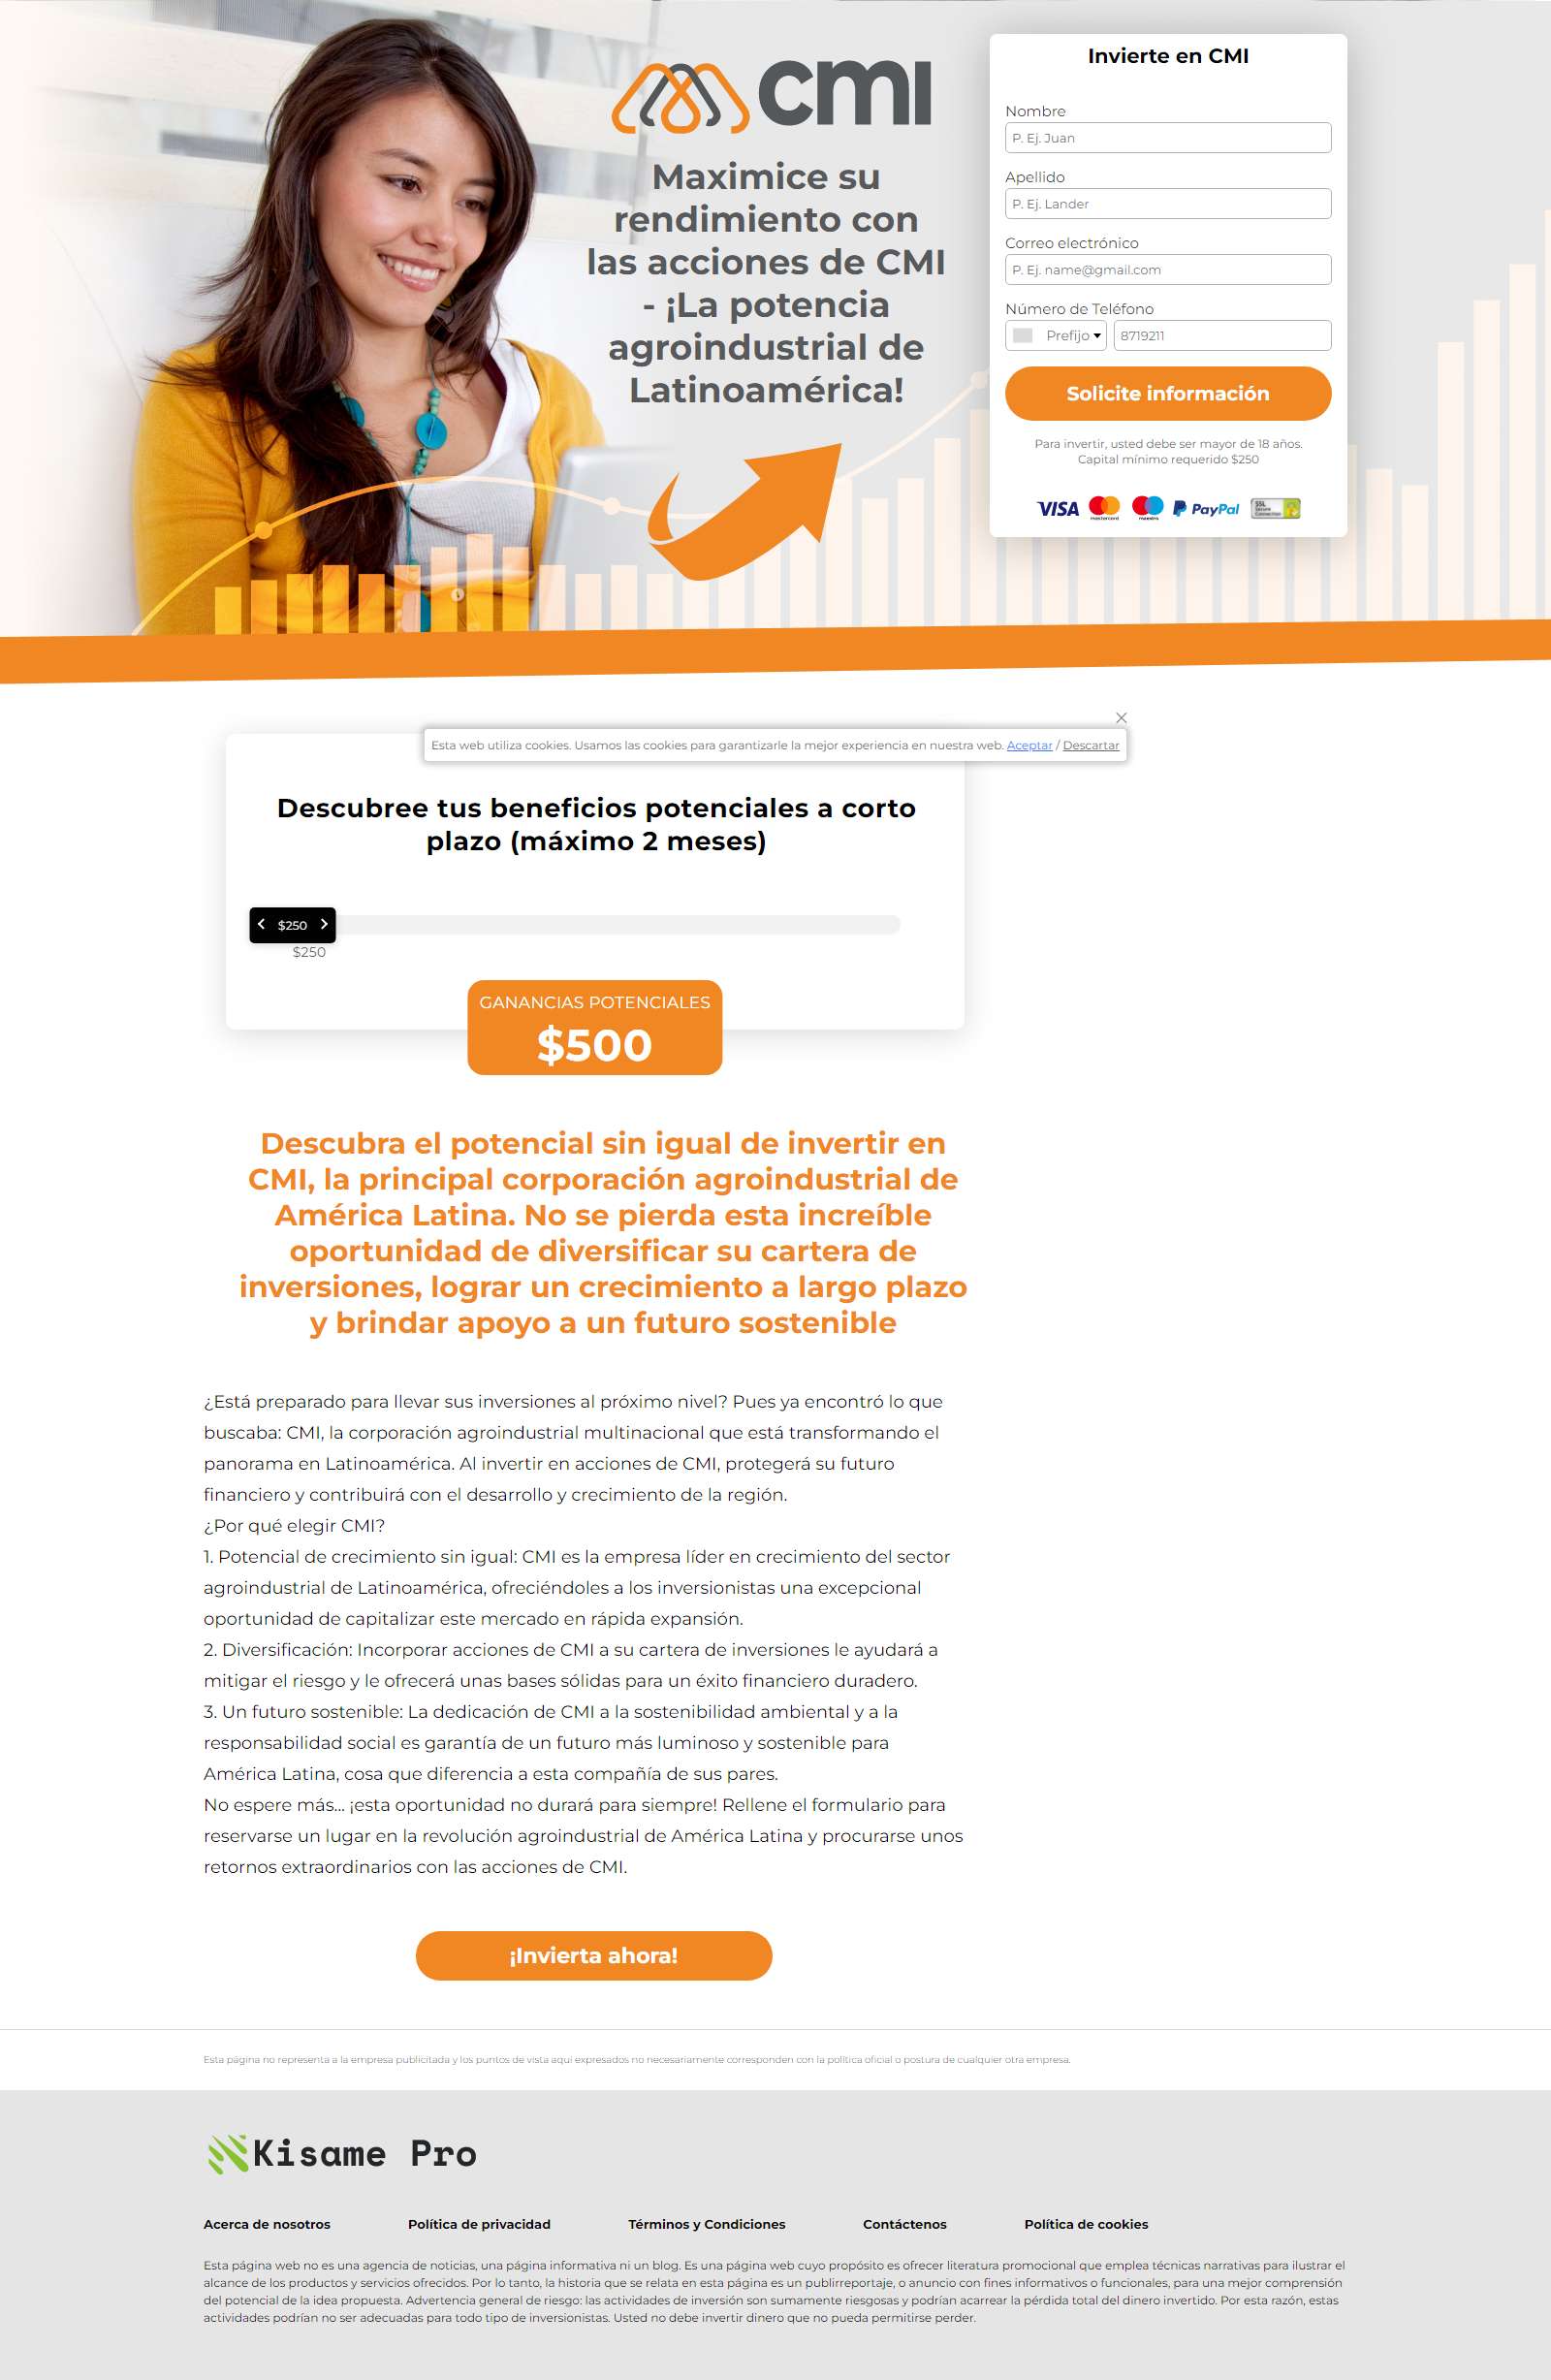 cmi
Maximice su
rendimiento con
las acciones de CMI
- ¡La potencia
agroindustrial de
Latinoamérica!
Invierte en CMI
Nombre
P. Ej. Juan
Apellido
P. Ej. Lander
Correo electrónico
P. Ej. name@gmail.com
Número de Teléfono
Prefijo 8719211
Solicite información
Para invertir, usted debe ser mayor de 18 años.
Capital mínimo requerido $250
VISA mastercard maestro PayPal SSL Secure Connection
Esta web utiliza cookies. Usamos las cookies para garantizarle la mejor experiencia en nuestra web. Aceptar / Descartar
Descubree tus beneficios potenciales a corto
plazo (máximo 2 meses)
$250
$250
GANANCIAS POTENCIALES
$500
Descubra el potencial sin igual de invertir en
CMI, la principal corporación agroindustrial de
América Latina. No se pierda esta increíble
oportunidad de diversificar su cartera de
inversiones, lograr un crecimiento a largo plazo
y brindar apoyo a un futuro sostenible
¿Está preparado para llevar sus inversiones al próximo nivel? Pues ya encontró lo que
buscaba: CMI, la corporación agroindustrial multinacional que está transformando el
panorama en Latinoamérica. Al invertir en acciones de CMI, protegerá su futuro
financiero y contribuirá con el desarrollo y crecimiento de la región.
¿Por qué elegir CMI?
1. Potencial de crecimiento sin igual: CMI es la empresa líder en crecimiento del sector
agroindustrial de Latinoamérica, ofreciéndoles a los inversionistas una excepcional
oportunidad de capitalizar este mercado en rápida expansión.
2. Diversificación: Incorporar acciones de CMI a su cartera de inversiones le ayudará a
mitigar el riesgo y le ofrecerá unas bases sólidas para un éxito financiero duradero.
3. Un futuro sostenible: La dedicación de CMI a la sostenibilidad ambiental y a la
responsabilidad social es garantía de un futuro más luminoso y sostenible para
América Latina, cosa que diferencia a esta compañía de sus pares.
No espere más... ¡esta oportunidad no durará para siempre! Rellene el formulario para
reservarse un lugar en la revolución agroindustrial de América Latina y procurarse unos
retornos extraordinarios con las acciones de CMI.
¡Invierta ahora!
Esta página no representa a la empresa publicitada y los puntos de vista aquí expresados no necesariamente corresponden con la política oficial o postura de cualquier otra empresa.
Kisame Pro
Acerca de nosotros Política de privacidad Términos y Condiciones Contáctenos Política de cookies
Esta página web no es una agencia de noticias, una página informativa ni un blog. Es una página web cuyo propósito es ofrecer literatura promocional que emplea técnicas narrativas para ilustrar el
alcance de los productos y servicios ofrecidos. Por lo tanto, la historia que se relata en esta página es un publirreportaje, o anuncio con fines informativos o funcionales, para una mejor comprensión
del potencial de la idea propuesta. Advertencia general de riesgo: las actividades de inversión son sumamente riesgosas y podrían acarrear la pérdida total del dinero invertido. Por esta razón, estas
actividades podrían no ser adecuadas para todo tipo de inversionistas. Usted no debe invertir dinero que no pueda permitirse perder.